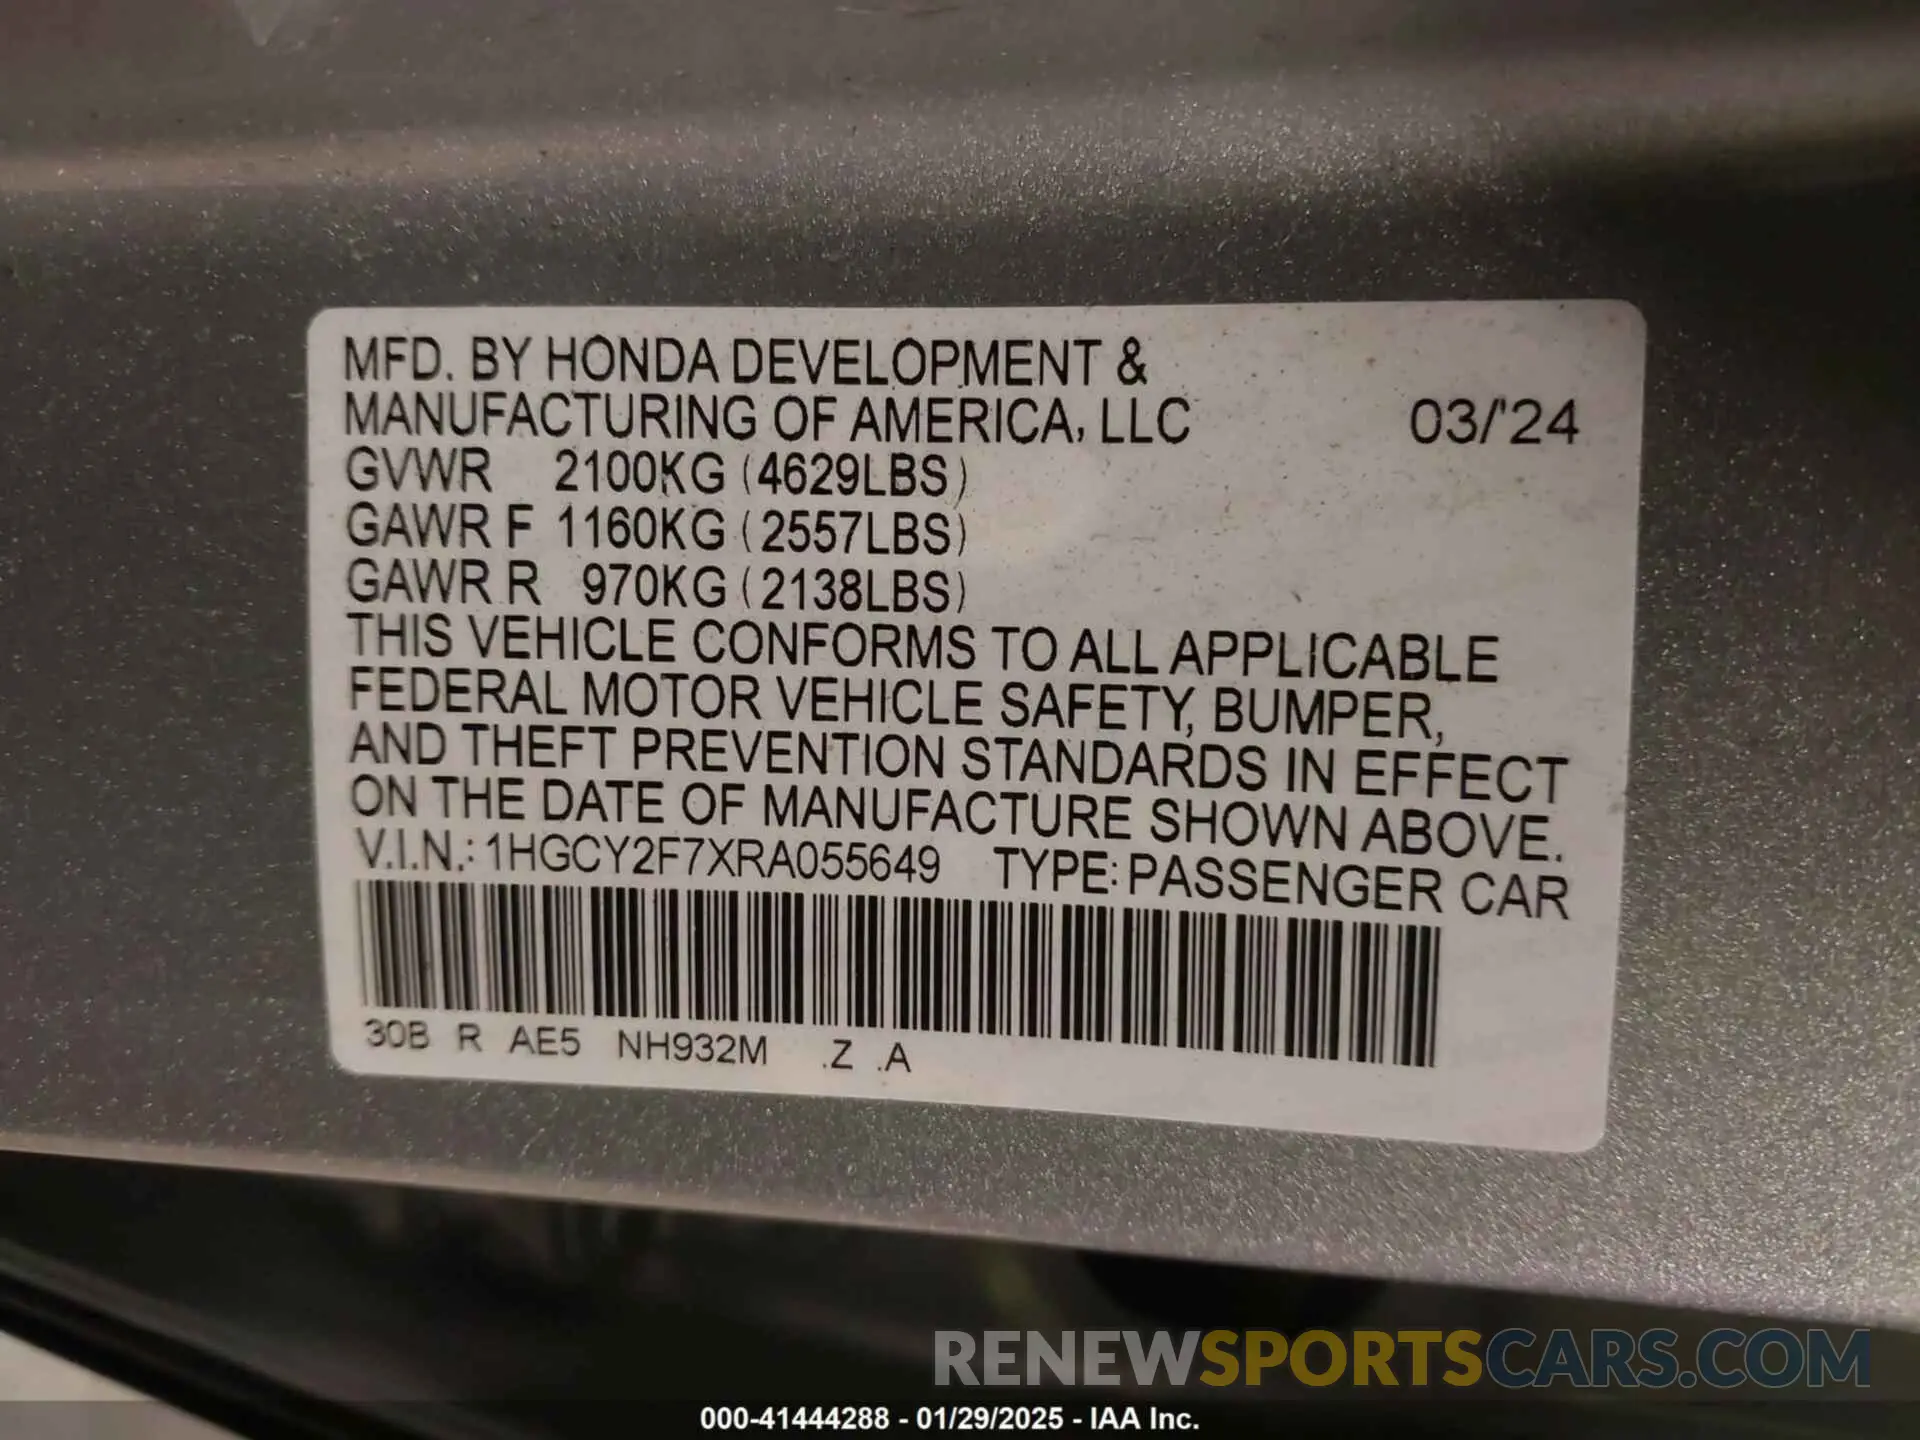 MFD. BY HONDA DEVELOPMENT &
MANUFACTURING OF AMERICA, LLC 03/'24
GVWR 2100KG (4629LBS)
GAWR F 1160KG (2557LBS)
GAWR R 970KG (2138LBS)
THIS VEHICLE CONFORMS TO ALL APPLICABLE
FEDERAL MOTOR VEHICLE SAFETY, BUMPER,
AND THEFT PREVENTION STANDARDS IN EFFECT
ON THE DATE OF MANUFACTURE SHOWN ABOVE.
V.I.N.: 1HGCY2F7XRA055649 TYPE: PASSENGER CAR
30B R AE5 NH932M .Z .A
RENEWSPORTSCARS.COM
000-41444288 - 01/29/2025 - IAA Inc.